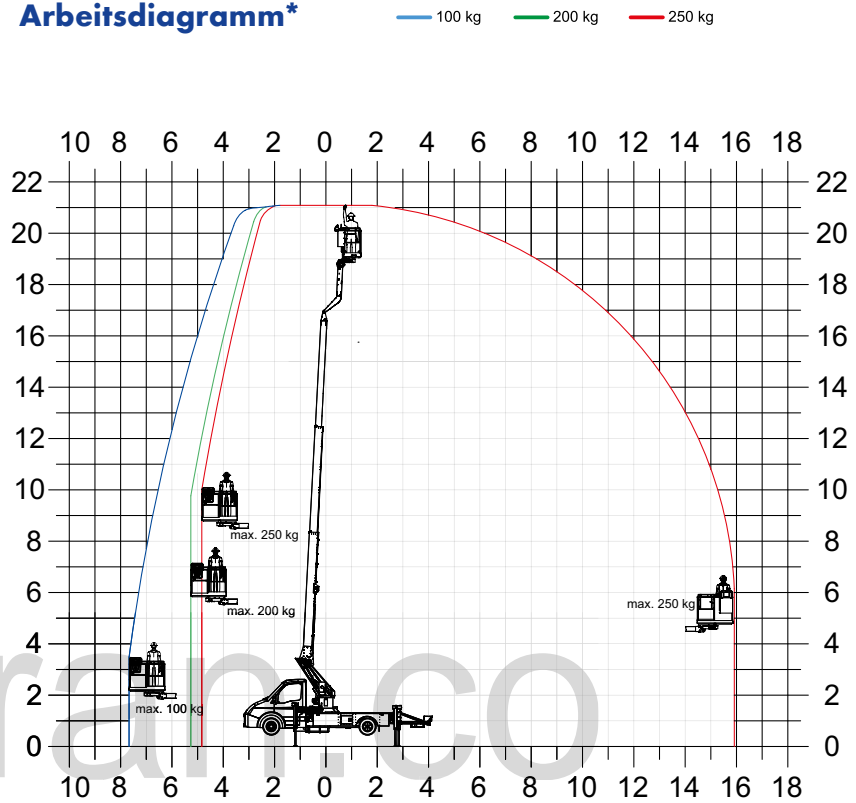 Arbeitsdiagramm*
100 kg 200 kg 250 kg
10 8 6 4 2 0 2 4 6 8 10 12 14 16 18
22 22
20 20
18 18
16 16
14 14
12 12
10 10
max. 250 kg
8 8
6 6
max. 200 kg
max. 250 kg
4 4
2 2
max. 100 kg
0 0
10 8 6 4 2 0 2 4 6 8 10 12 14 16 18
ran.co